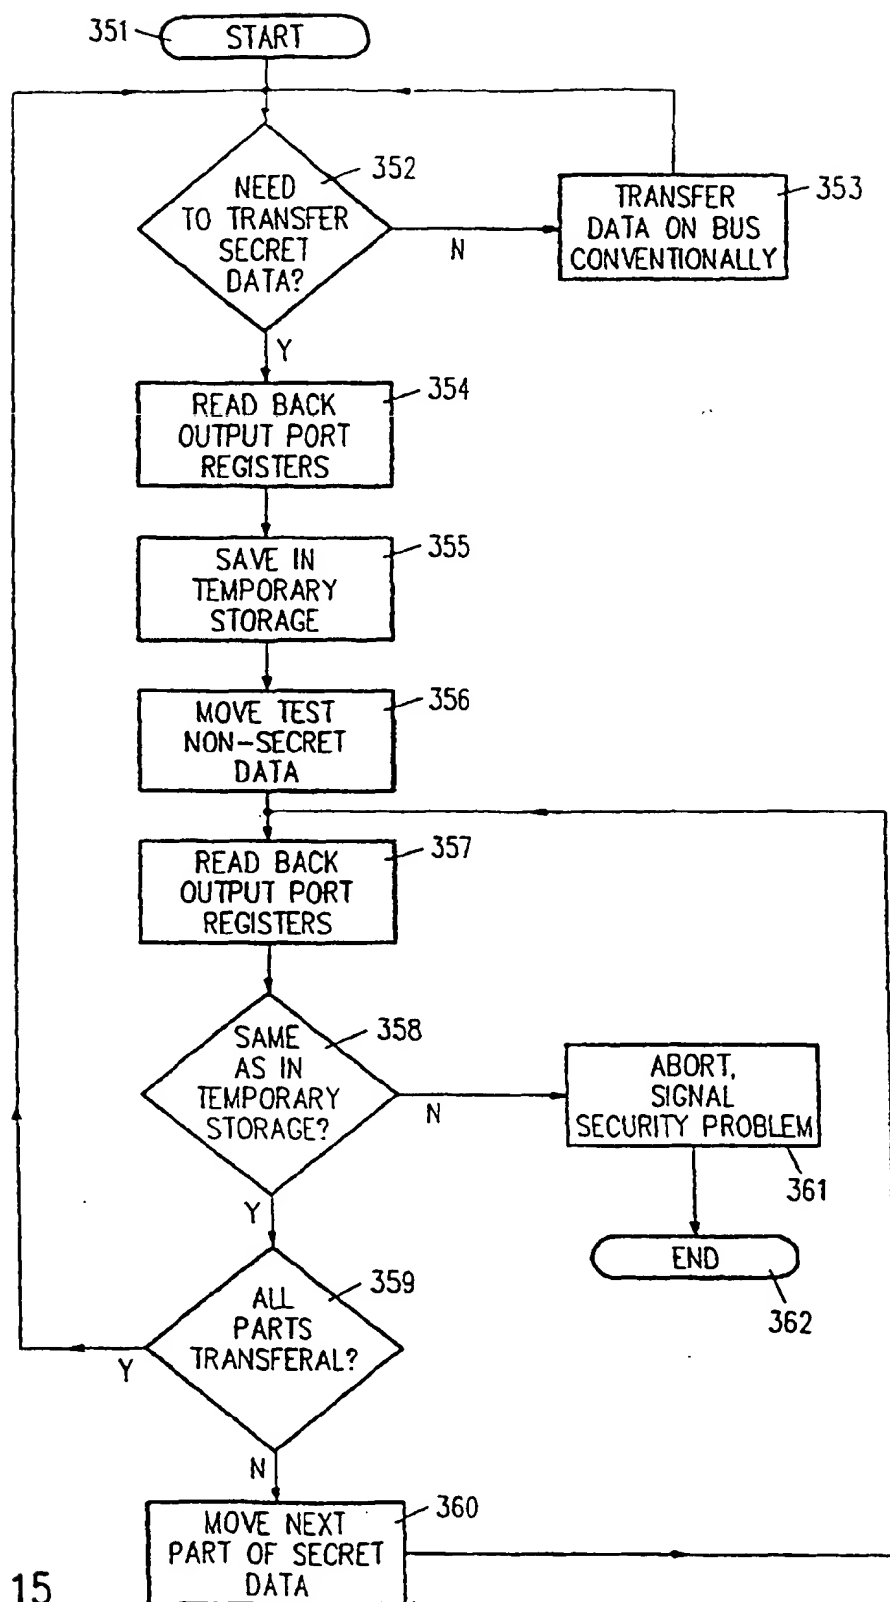 351
START
352
NEED
TO TRANSFER
SECRET
DATA?
N
353
TRANSFER
DATA ON BUS
CONVENTIONALLY
Y
354
READ BACK
OUTPUT PORT
REGISTERS
355
SAVE IN
TEMPORARY
STORAGE
356
MOVE TEST
NON-SECRET
DATA
357
READ BACK
OUTPUT PORT
REGISTERS
358
SAME
AS IN
TEMPORARY
STORAGE?
N
ABORT,
SIGNAL
SECURITY PROBLEM
361
Y
END
362
359
ALL
PARTS
TRANSFERAL?
Y
N
360
MOVE NEXT
PART OF SECRET
DATA
15